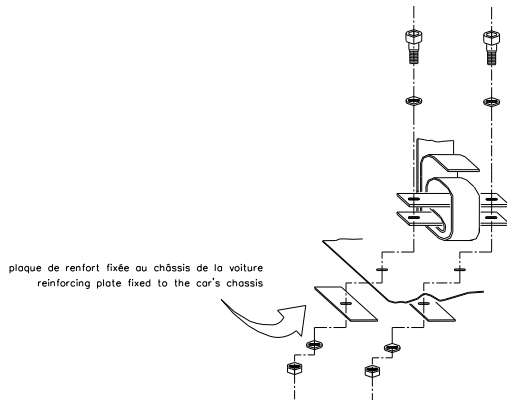 plaque de renfort fixée au châssis de la voiture
reinforcing plate fixed to the car's chassis